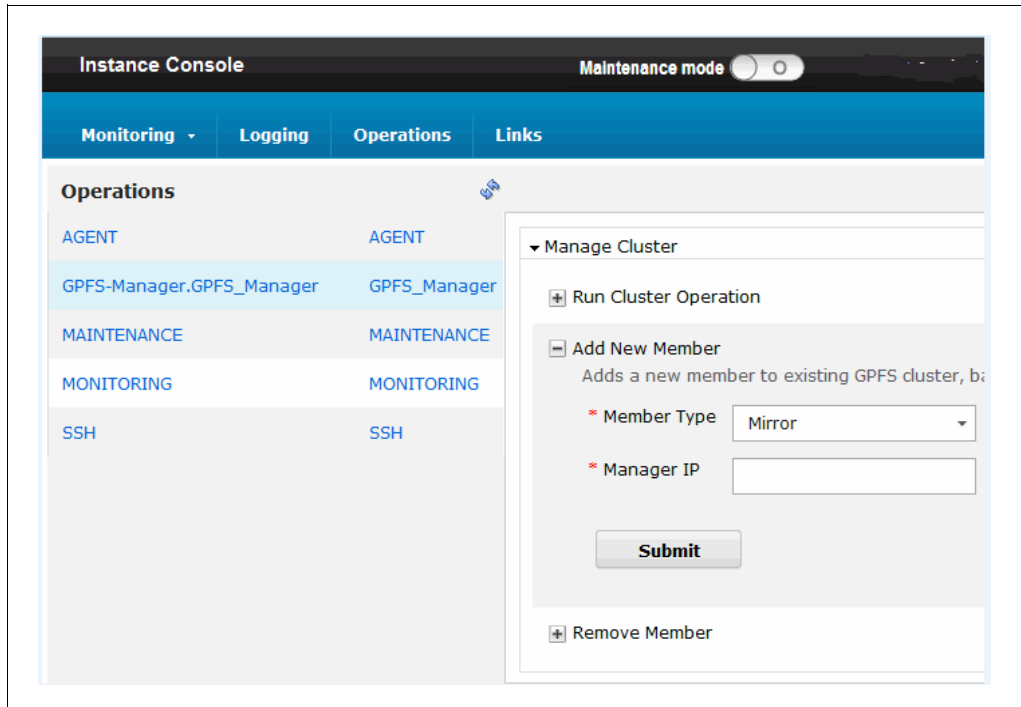 Instance Console
Maintenance mode
Monitoring Logging Operations Links
Operations
AGENT AGENT
GPFS-Manager.GPFS_Manager GPFS_Manager
MAINTENANCE MAINTENANCE
MONITORING MONITORING
SSH SSH
Manage Cluster
Run Cluster Operation
Add New Member
Adds a new member to existing GPFS cluster,
* Member Type Mirror
* Manager IP
Submit
Remove Member